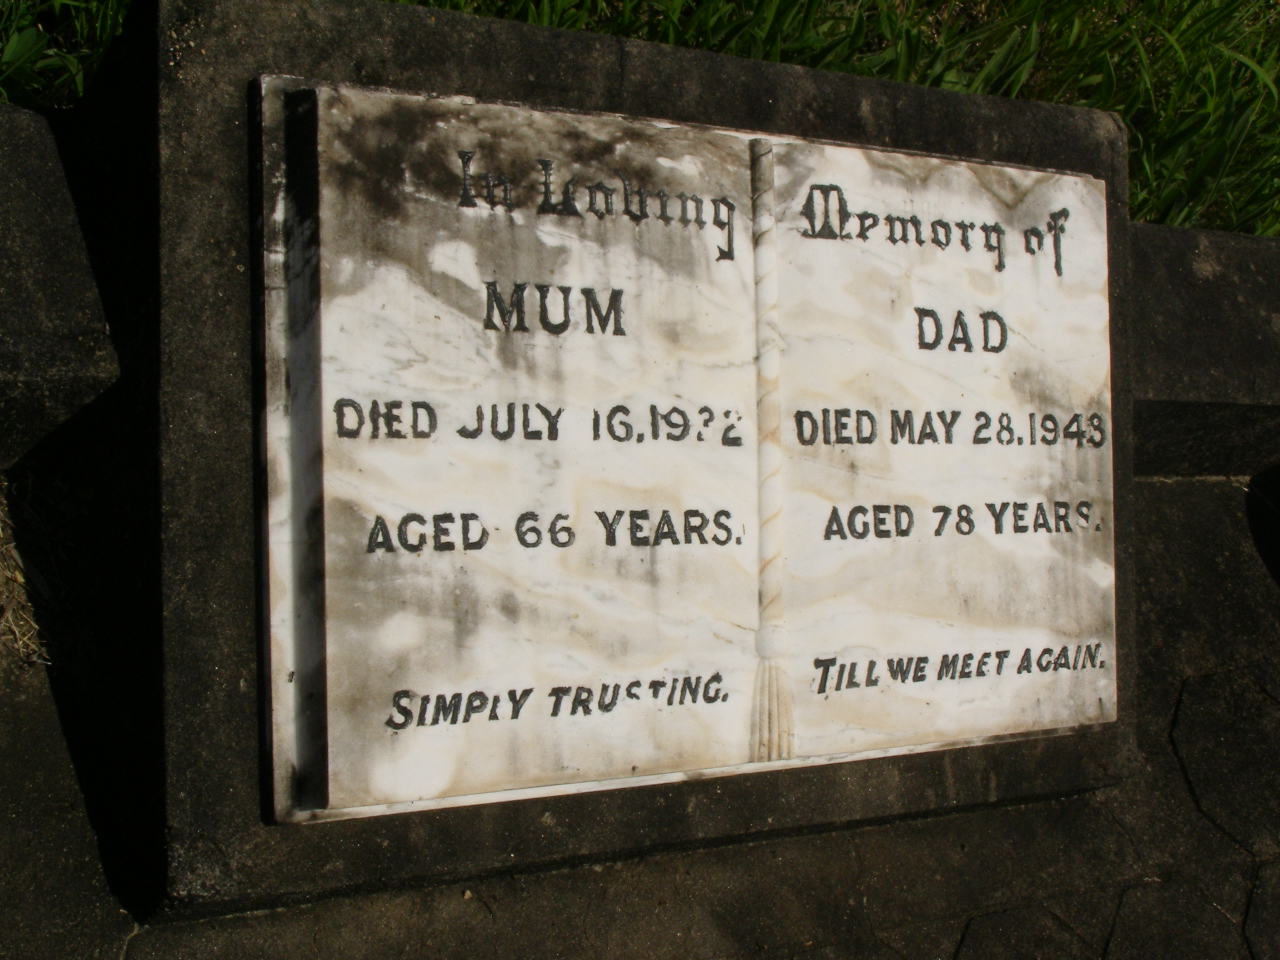 In Loving
MUM
DIED JULY 16,
AGED 66 YEARS.
SIMPLY TRUSTING.
Memory of
DAD
DIED MAY 28. 1943
AGED 78 YEARS.
TILL WE MEET AGAIN.